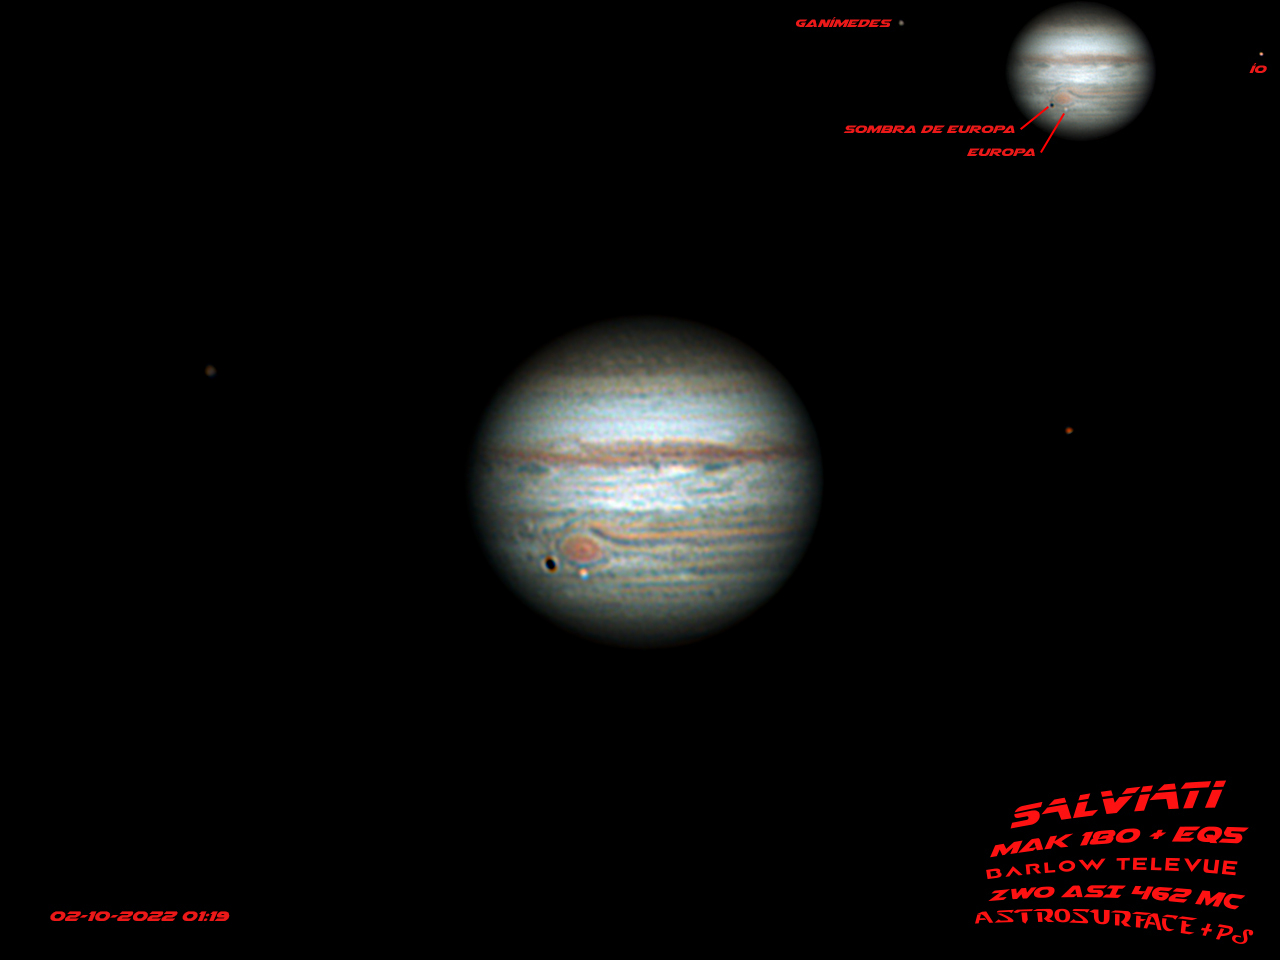 GANÍMEDES
IO
SOMBRA DE EUROPA
EUROPA
SALVIATI
MAK 180 + EQ5
BARLOW TELEVUE
ZWO ASI 462 MC
ASTROSURFACE + PS
02-10-2022 01:19